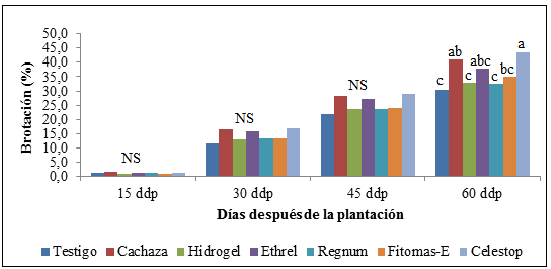 Brotación (%)
50,0
45,0
40,0
35,0
30,0
25,0
20,0
15,0
10,0
5,0
0,0
NS
NS
NS
c
ab
c
abc
c
bc
a
15 ddp
30 ddp
45 ddp
60 ddp
Días después de la plantación
Testigo
Cachaza
Hidrogel
Ethrel
Regnum
Fitomas-E
Celestop